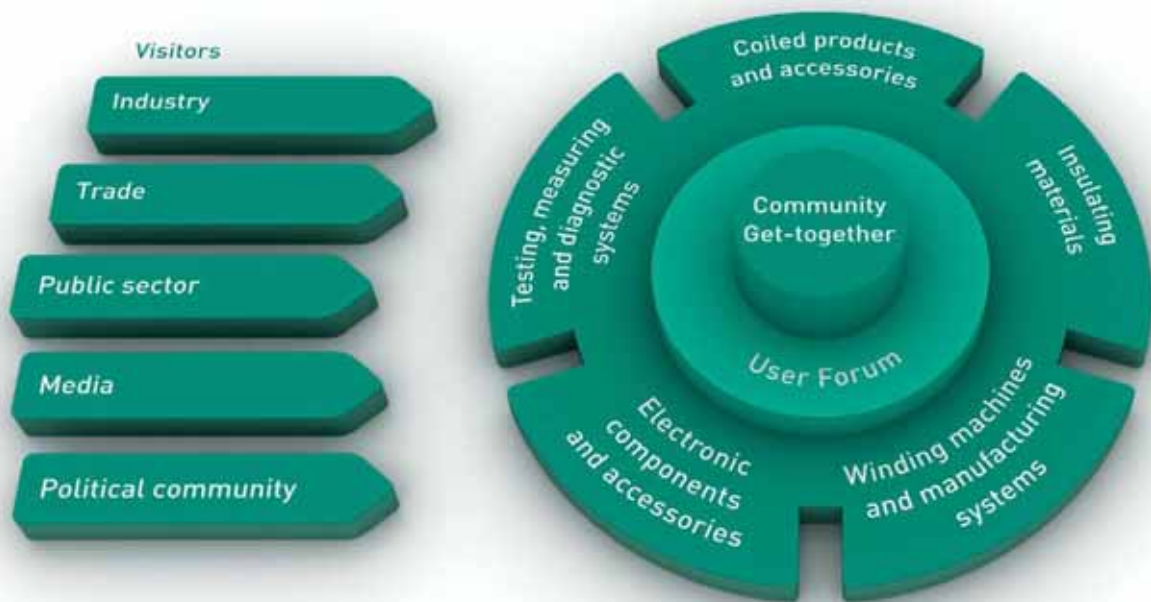 Visitors
Industry
Trade
Public sector
Media
Political community
Coiled products
and accessories
Insulating
materials
Winding machines
and manufacturing
systems
Electronic
components
and accessories
Testing, measuring
and diagnostic
systems
Community
Get-together
User Forum